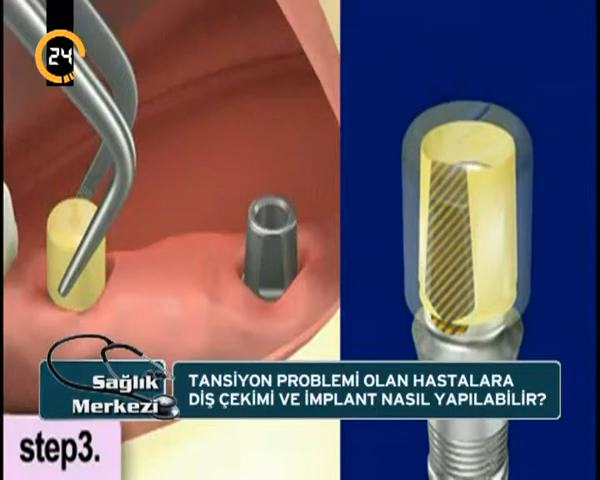 24
Sağlık
Merkezi
TANSİYON PROBLEMİ OLAN HASTALARA
DİŞ ÇEKİMİ VE İMPLANT NASIL YAPILABİLİR?
step3.